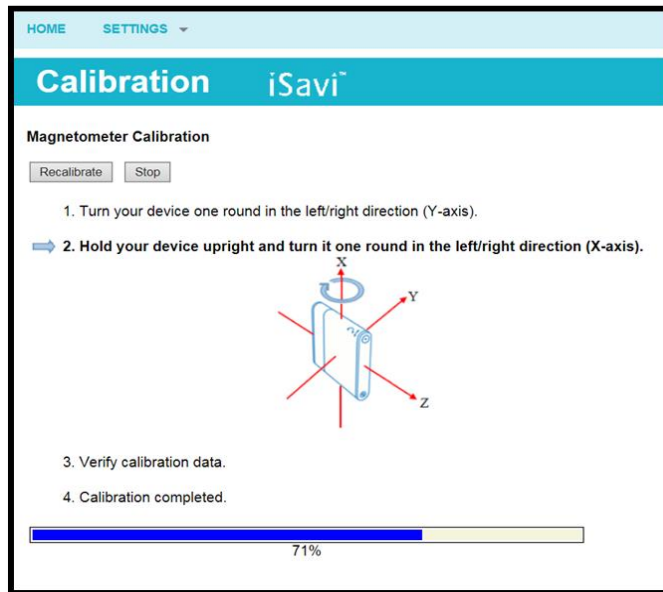 HOME SETTINGS
Calibration iSavi™
Magnetometer Calibration
Recalibrate Stop
1. Turn your device one round in the left/right direction (Y-axis).
2. Hold your device upright and turn it one round in the left/right direction (X-axis).
X
Y
Z
3. Verify calibration data.
4. Calibration completed.
71%